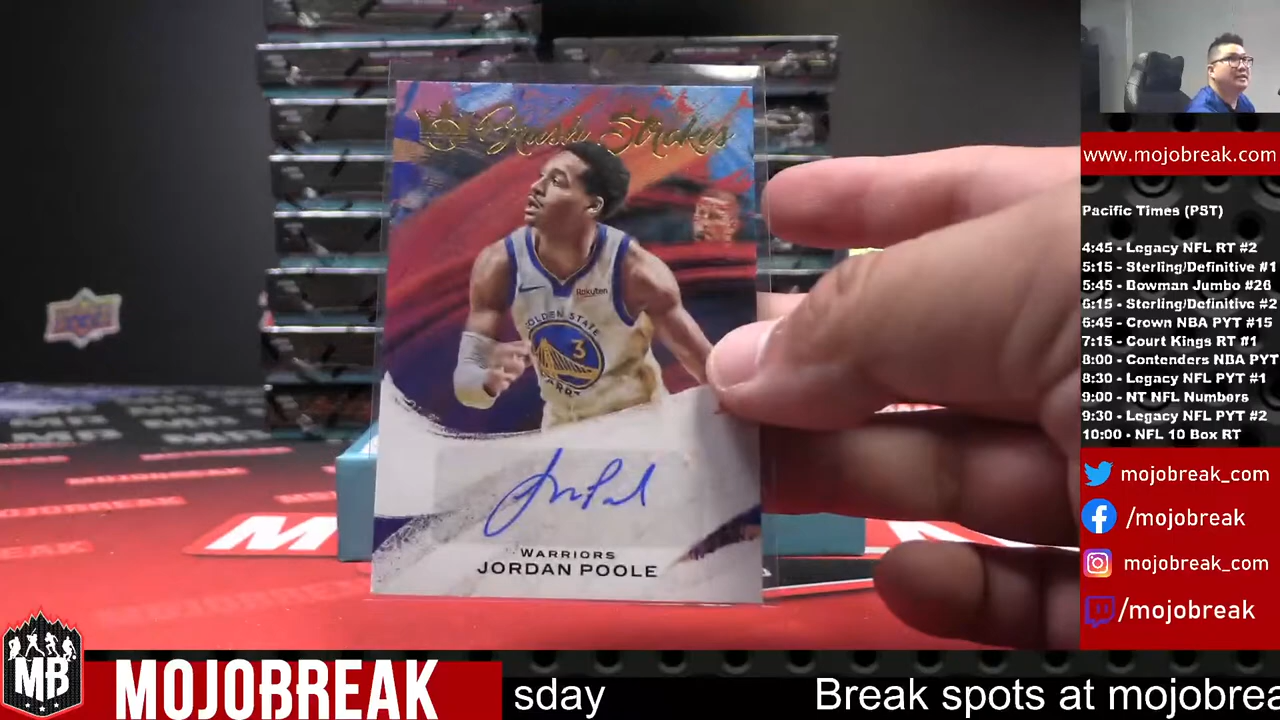 Brush Strokes
Rakuten
GOLDEN STATE
3
WARRIORS
JORDAN POOLE
www.mojobreak.com
Pacific Times (PST)
4:45 - Legacy NFL RT #2
5:15 - Sterling/Definitive #1
5:45 - Bowman Jumbo #26
6:15 - Sterling/Definitive #2
6:45 - Crown NBA PYT #15
7:15 - Court Kings RT #1
8:00 - Contenders NBA PYT
8:30 - Legacy NFL PYT #1
9:00 - NT NFL Numbers
9:30 - Legacy NFL PYT #2
10:00 - NFL 10 Box RT
mojobreak_com
/mojobreak
mojobreak_com
/mojobreak
MB
MOJOBREAK
sday Break spots at mojobrea